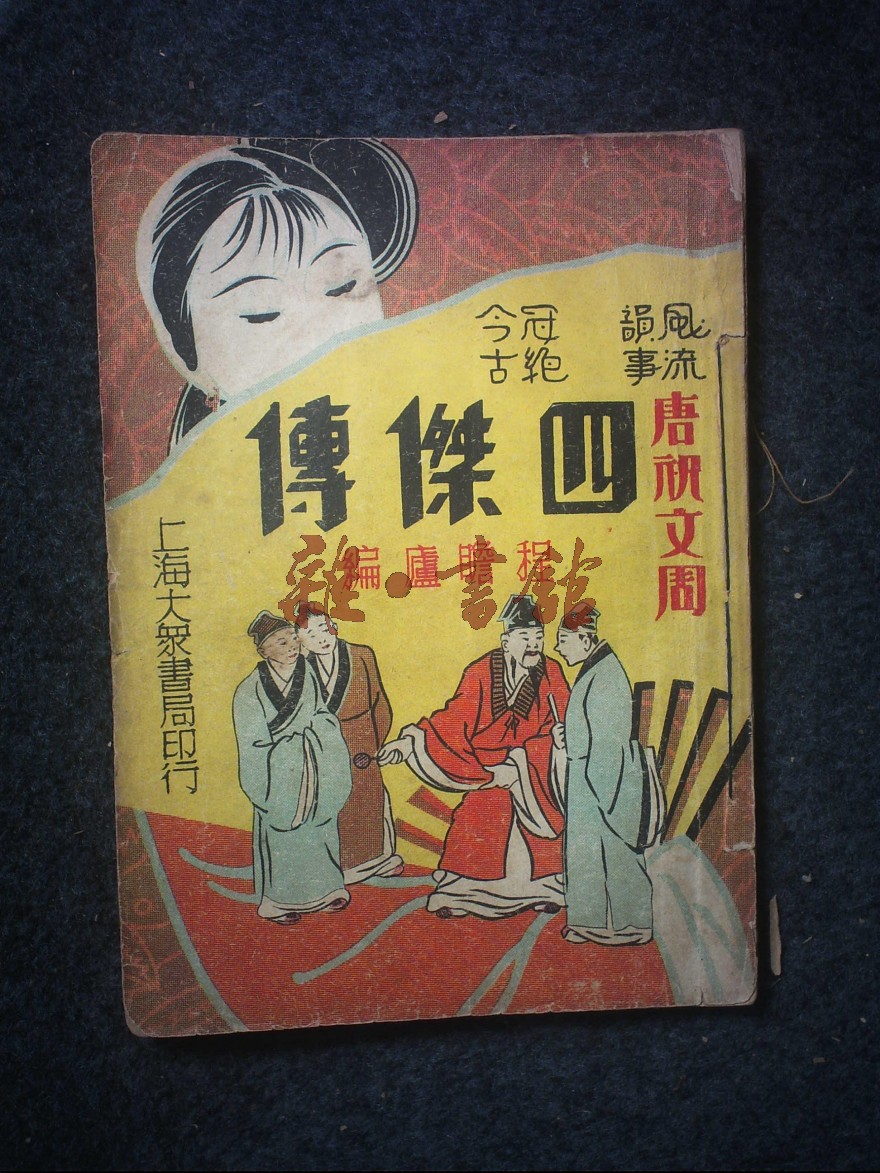 風流韻事
冠絕今古
唐祝文周
四傑傳
程瞻廬編
上海大衆書局印行
雜·書館